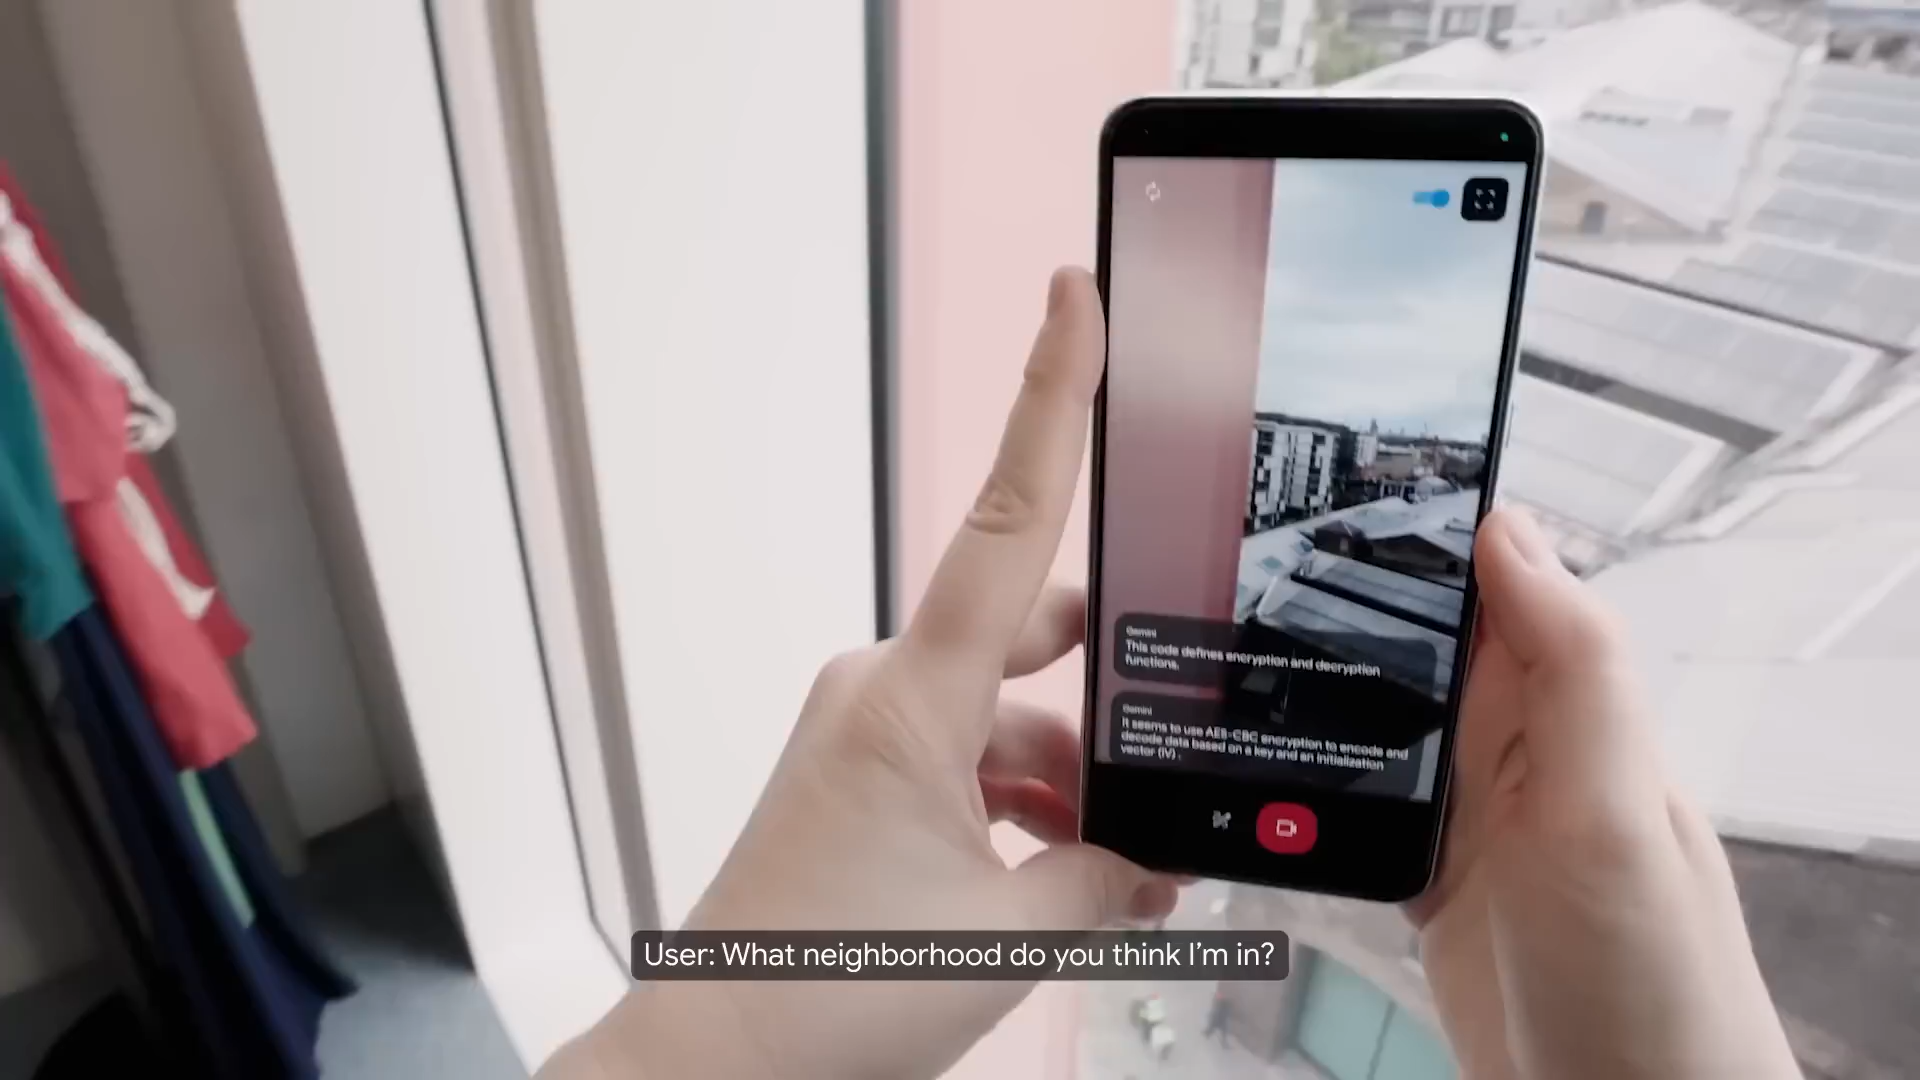 Gemini
This code defines encryption and decryption
functions.
Gemini
It seems to use AES-CBC encryption to encode and
decode data based on a key and an initialization
vector (IV) .
User: What neighborhood do you think I’m in?